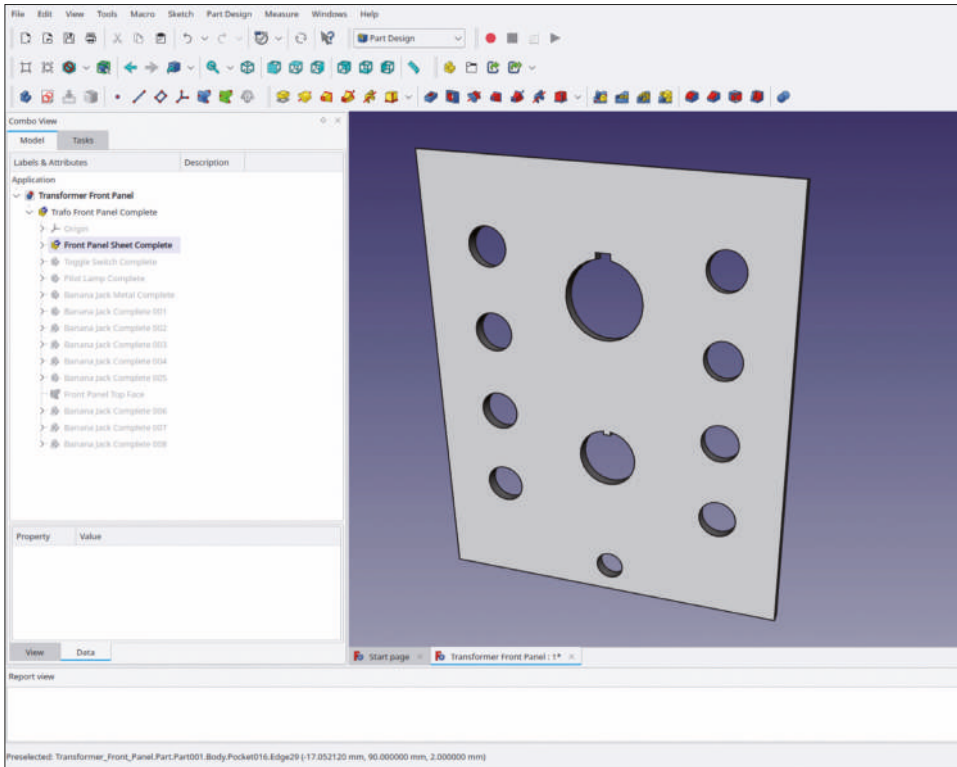 File Edit View Tools Macro Sketch Part Design Measure Windows Help
Part Design
Combo View
Model Tasks
Labels & Attributes Description
Application
Transformer Front Panel
Trafo Front Panel Complete
Origin
Front Panel Sheet Complete
Toggle Switch Complete
Pilot Lamp Complete
Banana Jack Metal Complete
Banana Jack Complete 001
Banana Jack Complete 002
Banana Jack Complete 003
Banana Jack Complete 004
Banana Jack Complete 005
Front Panel Top Face
Banana Jack Complete 006
Banana Jack Complete 007
Banana Jack Complete 008
Property Value
View Data
Start page Transformer Front Panel : 1*
Report view
Preselected: Transformer_Front_Panel.Part.Part001.Body.Pocket016.Edge29 (-17.052120 mm, 90.000000 mm, 2.000000 mm)